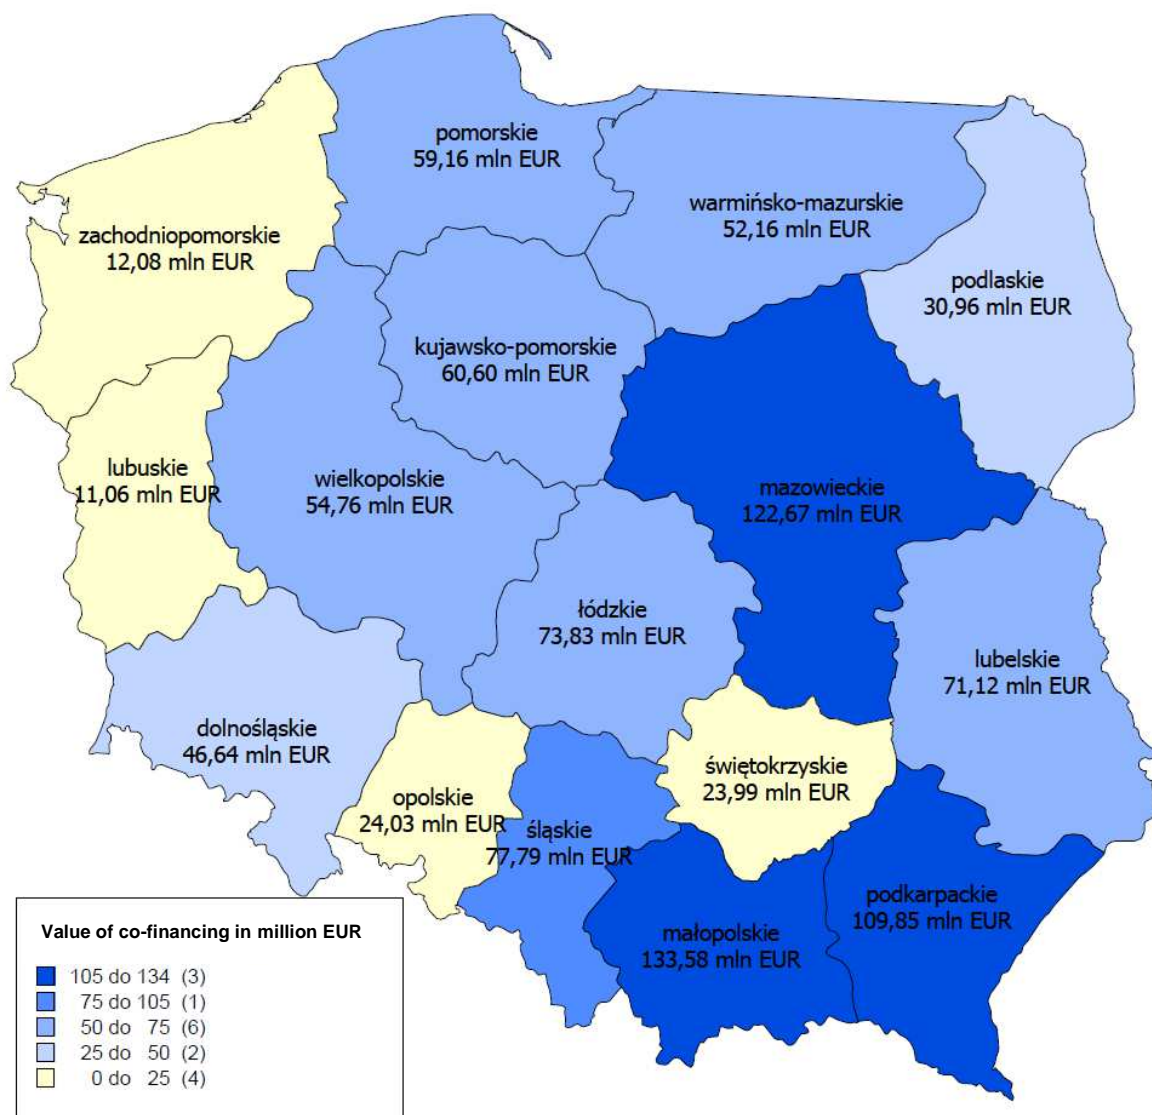 pomorskie
59,16 mln EUR
warmińsko-mazurskie
52,16 mln EUR
zachodniopomorskie
12,08 mln EUR
podlaskie
30,96 mln EUR
kujawsko-pomorskie
60,60 mln EUR
lubuskie
11,06 mln EUR
wielkopolskie
54,76 mln EUR
mazowieckie
122,67 mln EUR
łódzkie
73,83 mln EUR
lubelskie
71,12 mln EUR
dolnośląskie
46,64 mln EUR
świętokrzyskie
23,99 mln EUR
opolskie
24,03 mln EUR
śląskie
77,79 mln EUR
podkarpackie
109,85 mln EUR
małopolskie
133,58 mln EUR
Value of co-financing in million EUR
105 do 134 (3)
75 do 105 (1)
50 do 75 (6)
25 do 50 (2)
0 do 25 (4)